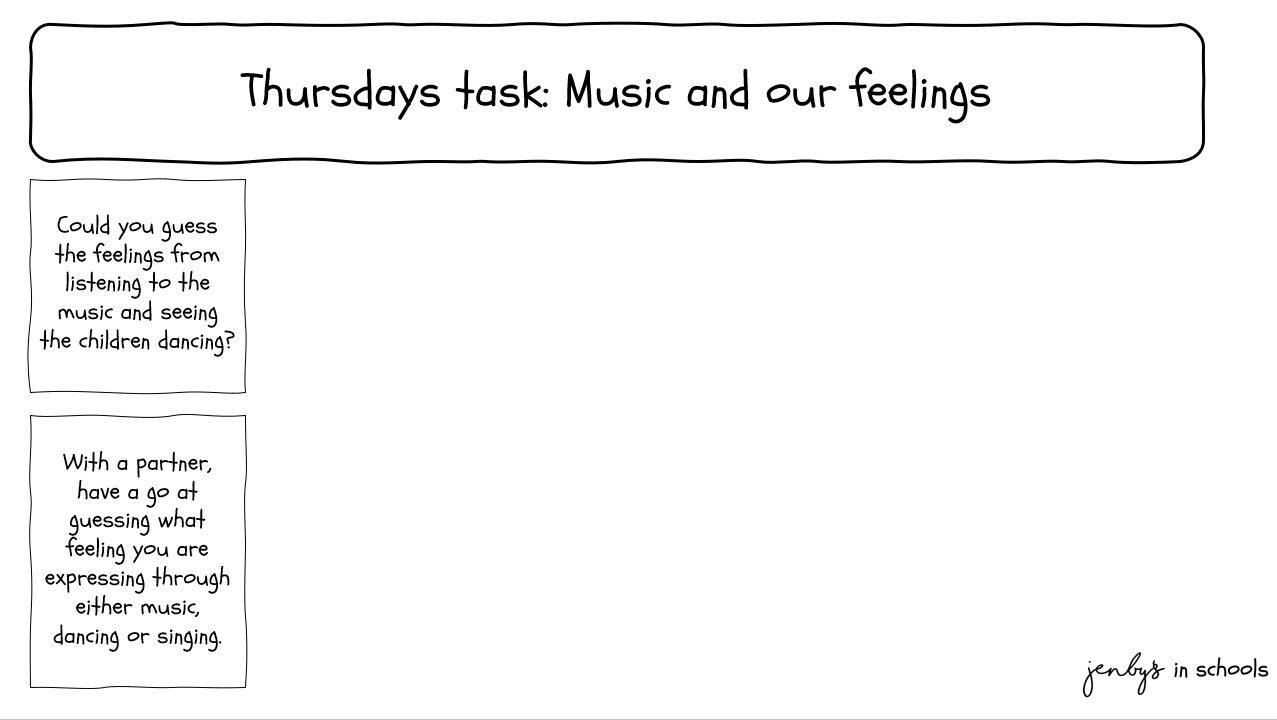 Thursdays task: Music and our feelings
Could you guess
the feelings from
listening to the
music and seeing
the children dancing?
With a partner,
have a go at
guessing what
feeling you are
expressing through
either music,
dancing or singing.
jenbys in schools